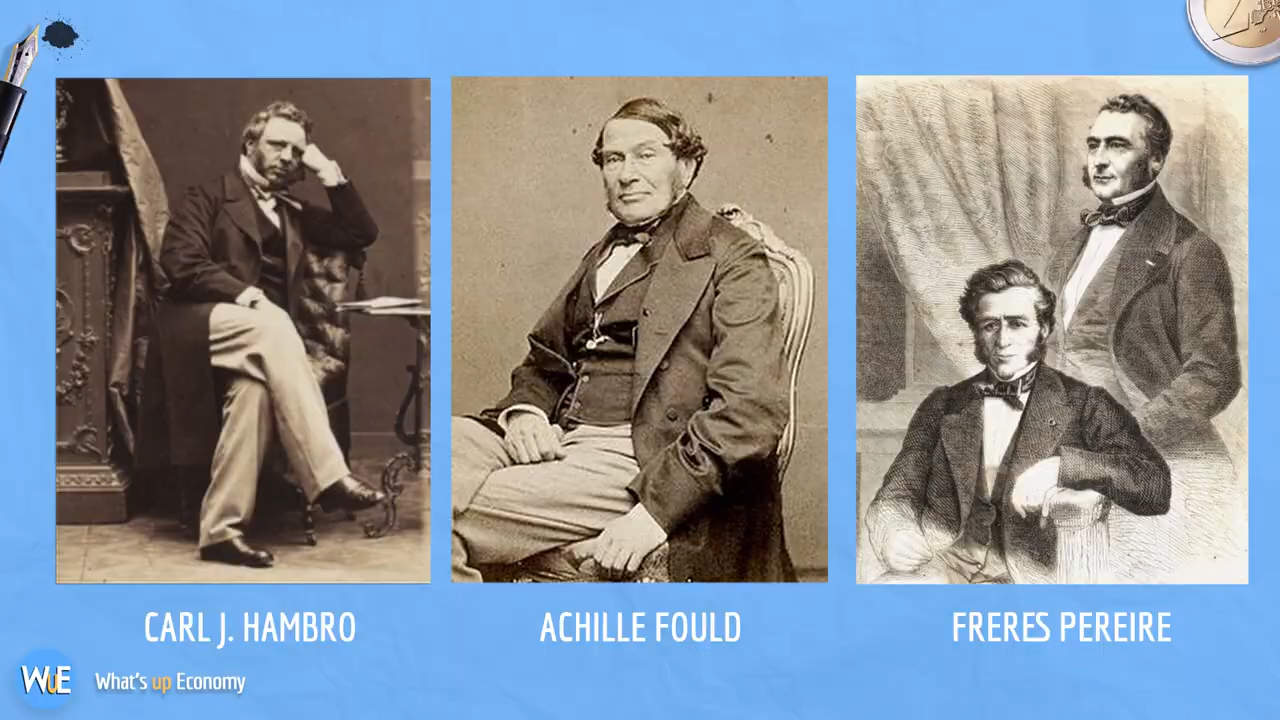 CARL J. HAMBRO
ACHILLE FOULD
FRERES PEREIRE
WuE
What's up Economy